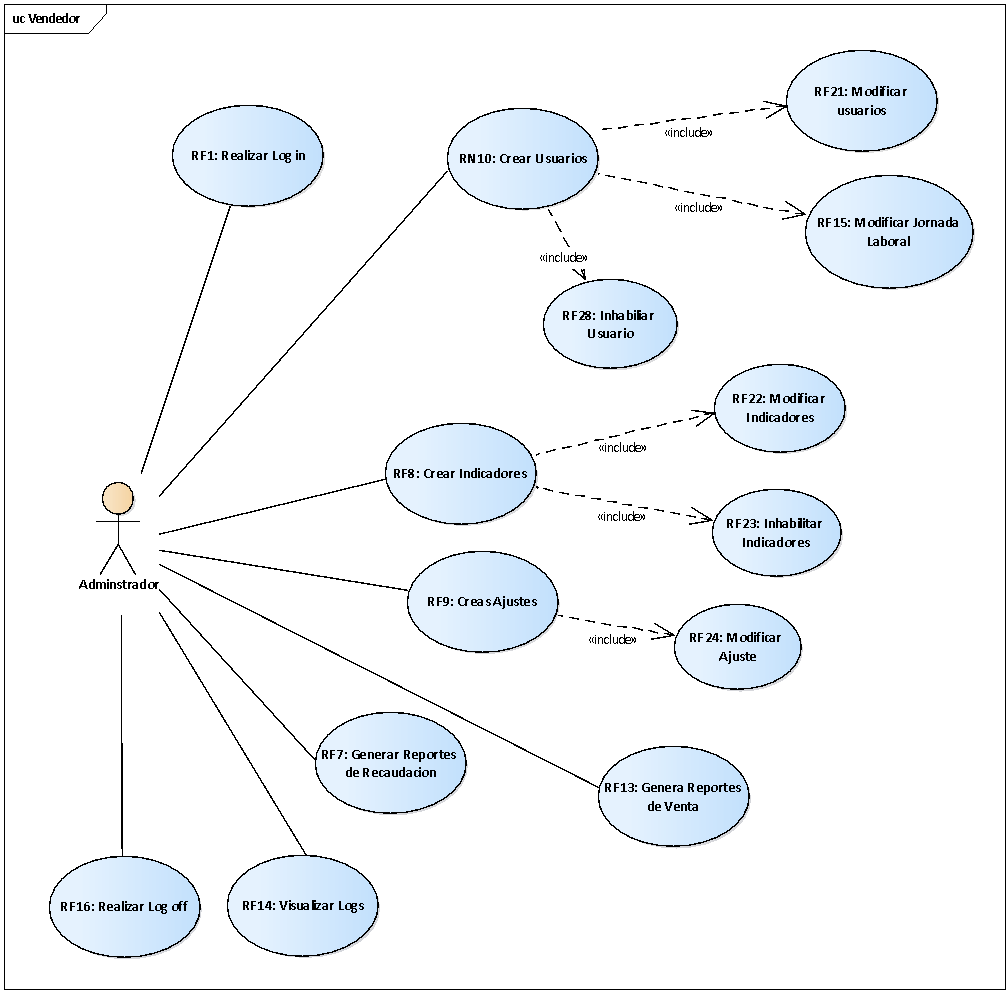 uc Vendedor
RF1: Realizar Log in
RN10: Crear Usuarios
«include»
RF21: Modificar
usuarios
«include»
RF15: Modificar Jornada
Laboral
«include»
RF28: Inhabiliar
Usuario
RF8: Crear Indicadores
«include»
RF22: Modificar
Indicadores
«include»
RF23: Inhabilitar
Indicadores
Adminstrador
RF9: Creas Ajustes
«include»
RF24: Modificar
Ajuste
RF7: Generar Reportes
de Recaudacion
RF13: Genera Reportes
de Venta
RF16: Realizar Log off
RF14: Visualizar Logs